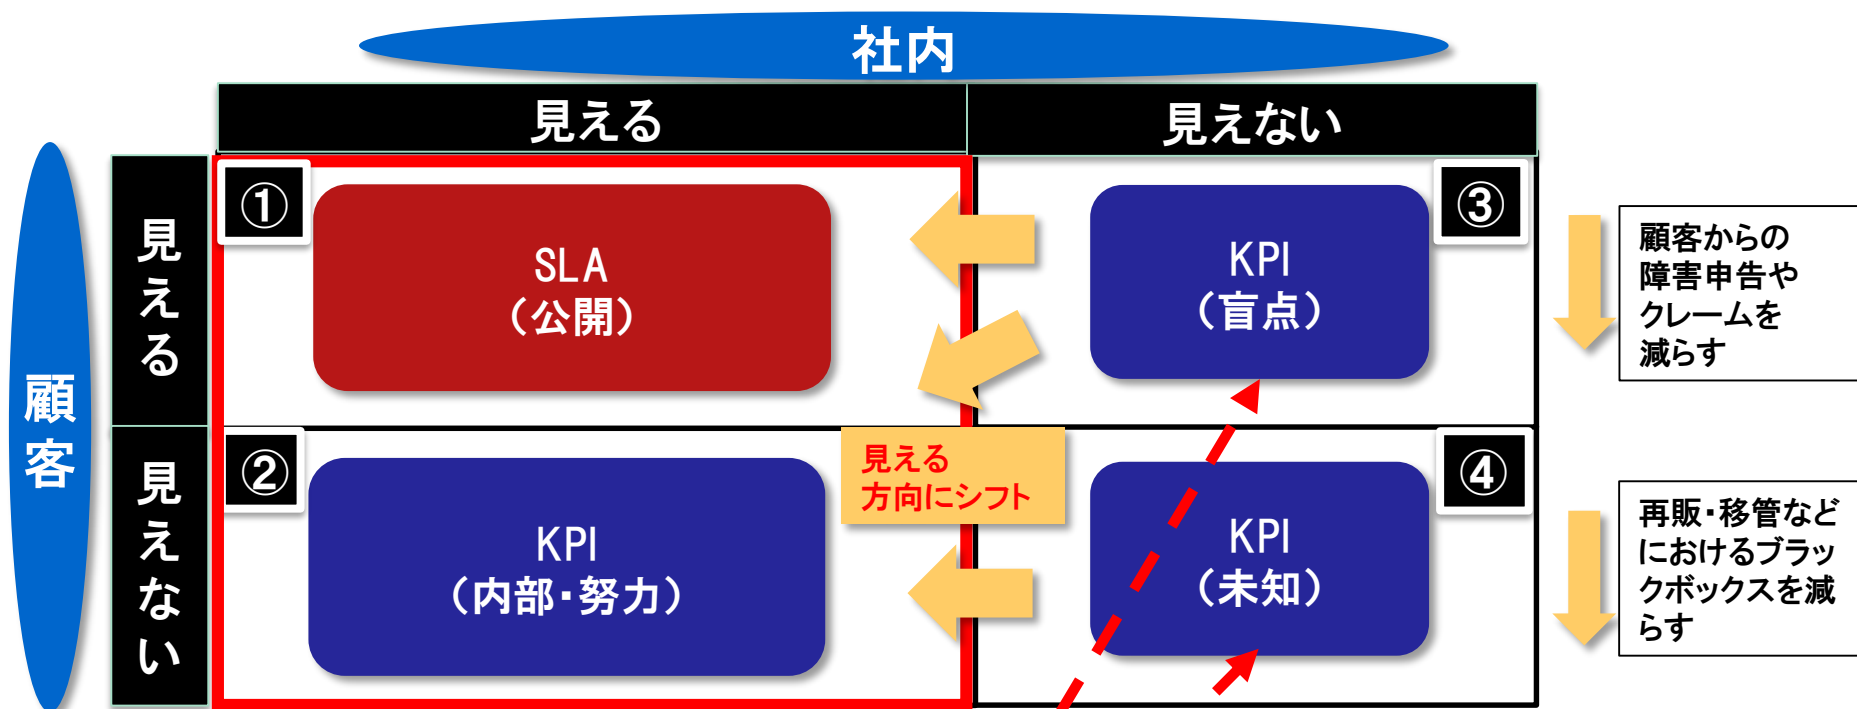 社内
見える
見えない
顧客
見える
①
SLA
（公開）
③
KPI
（盲点）
顧客からの
障害申告や
クレームを
減らす
見えない
②
KPI
（内部・努力）
見える
方向にシフト
④
KPI
（未知）
再販・移管など
におけるブラッ
クボックスを減
らす